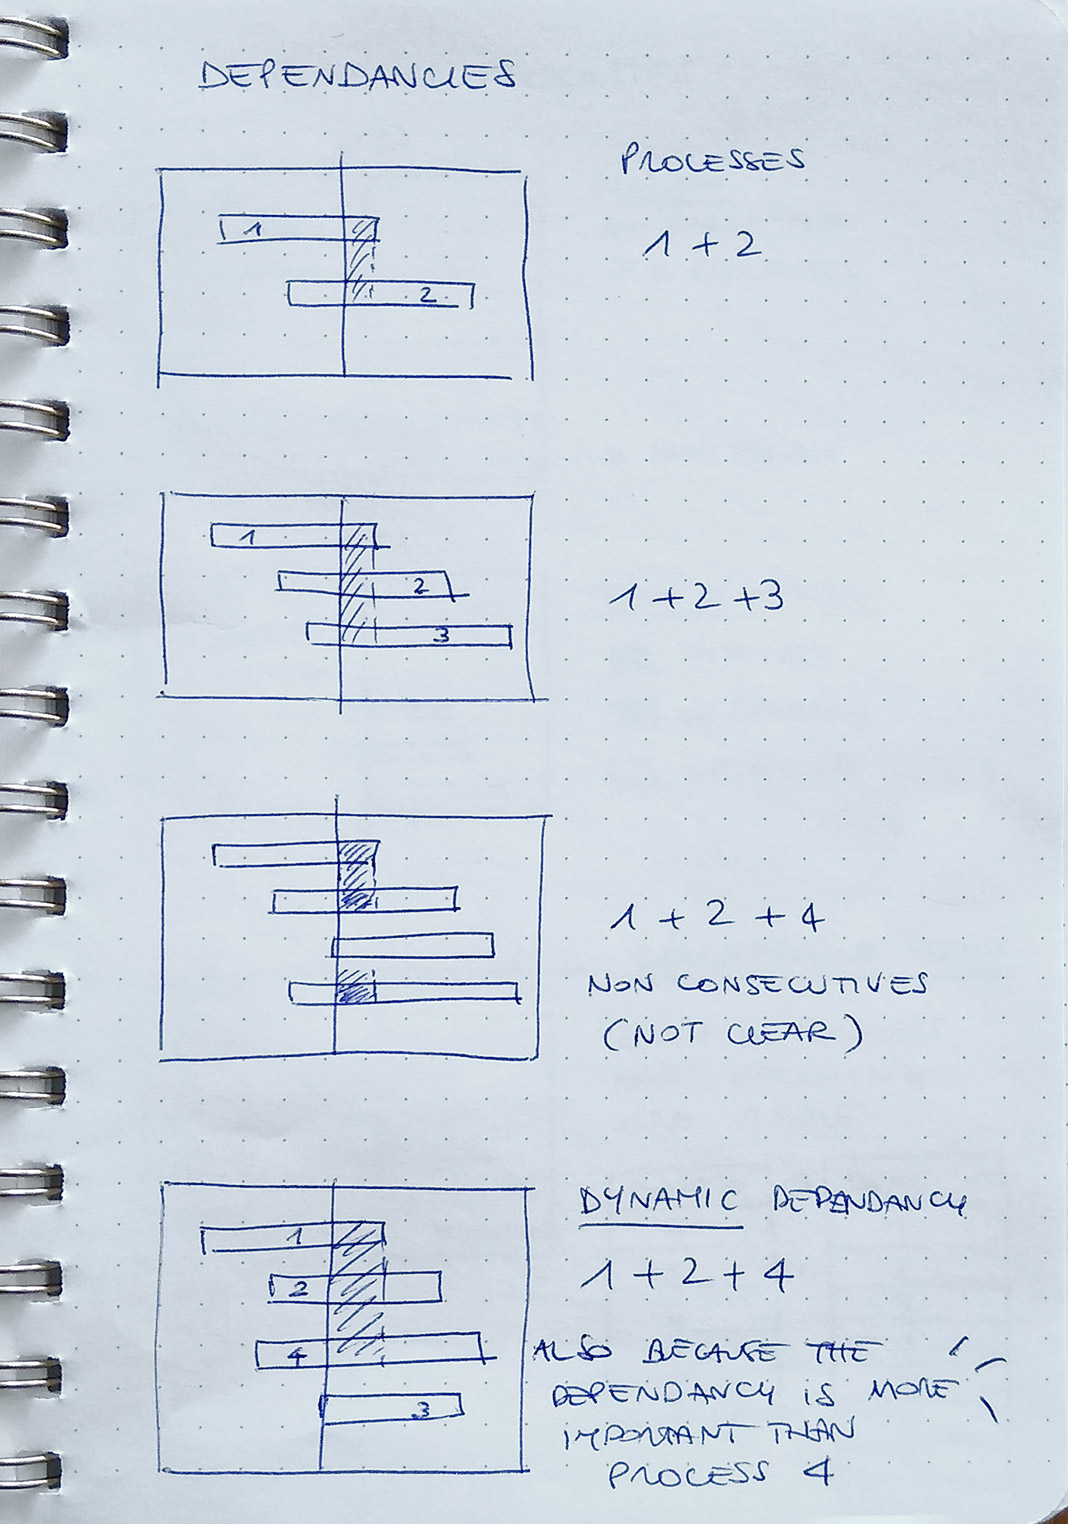 DEPENDANCIES
PROCESSES
1
2
1 + 2
1
2
3
1 + 2 + 3
1 + 2 + 4
NON CONSECUTIVES
(NOT CLEAR)
DYNAMIC DEPENDANCY
1
2
4
3
1 + 2 + 4
ALSO BECAUSE THE
DEPENDANCY IS MORE
IMPORTANT THAN
PROCESS 4